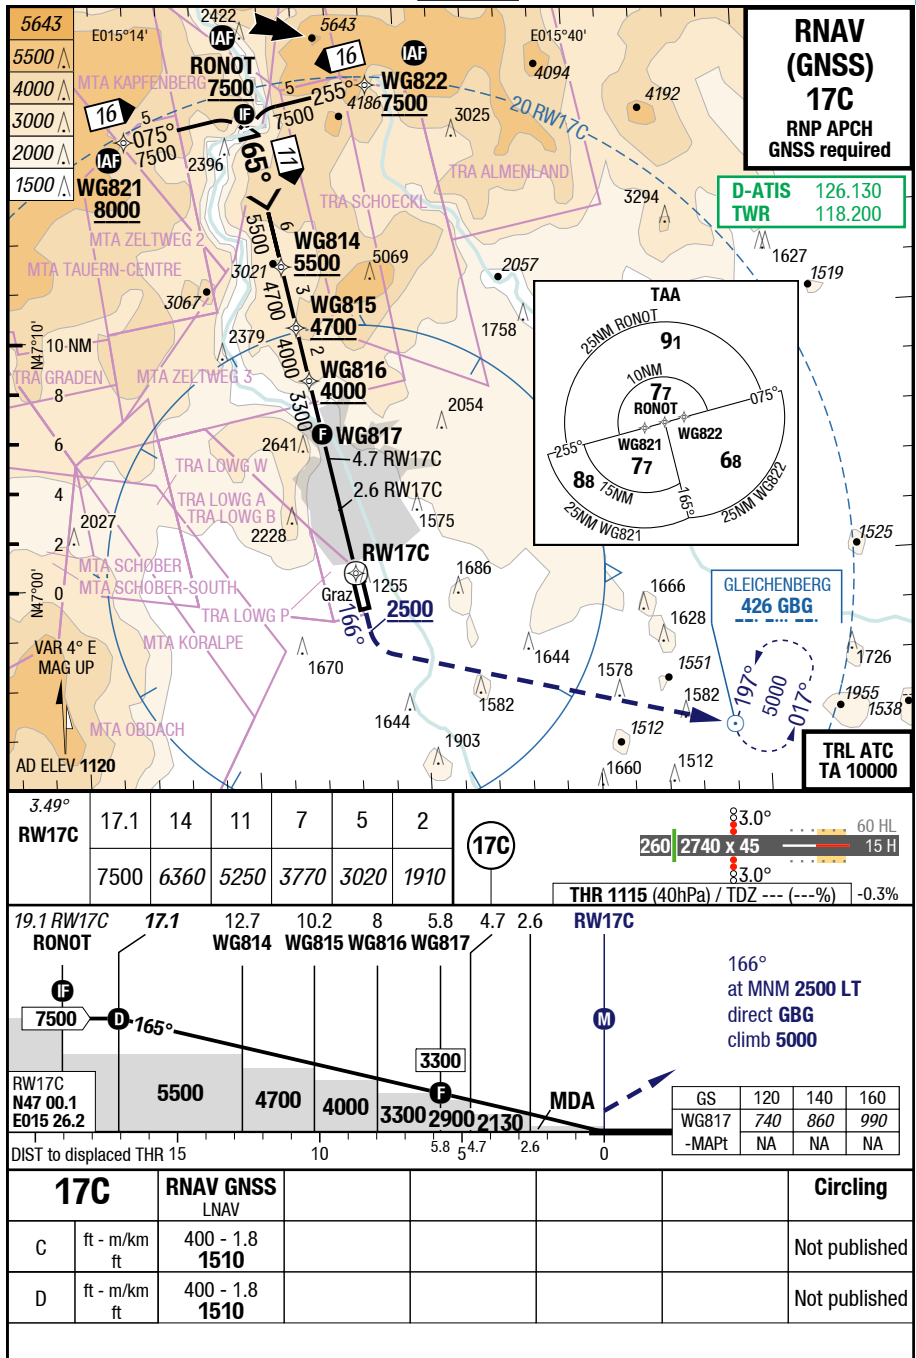 5643
5500
4000
3000
2000
1500
RNAV
(GNSS)
17C
RNP APCH
GNSS required
D-ATIS 126.130
TWR 118.200
2422
IAF
5643
IAF
E015°14'
E015°40'
RONOT
7500
16
WG822
7500
4094
MTA KAPFENBERG
5
255°
7500
4186
IF
16
5
075°
7500
IAF
WG821
8000
20 RW17C
4192
3025
2396
165°
11
TRA ALMENLAND
TRA SCHOECKL
3294
5500
6
WG814
5500
MTA ZELTWEG 2
MTA TAUERN-CENTRE
3021
5069
1627
2057
1519
3067
4700
3
WG815
4700
1758
N47°10'
10 NM
2379
4000
2
WG816
4000
TRA GRADEN
MTA ZELTWEG 3
8
3300
2054
F WG817
6
2641
4.7 RW17C
TRA LOWG W
4
TRA LOWG A
2.6 RW17C
TRA LOWG B
2027
2228
1575
2
RW17C
MTA SCHOBER
MTA SCHOBER-SOUTH
1686
N47°00'
0
Graz
1255
TRA LOWG P
2500
166°
MTA KORALPE
VAR 4° E
MAG UP
1670
1644
1666
1628
1578
1551
1582
1582
1644
1512
1903
1660
1512
MTA OBDACH
AD ELEV 1120
TAA
25NM RONOT
91
10NM
77
RONOT
075°
WG821
WG822
255°
77
68
88
15NM
165°
25NM WG821
25NM WG822
1525
GLEICHENBERG
426 GBG
1726
197°
5000
017°
1955
1538
TRL ATC
TA 10000
3.49°
RW17C
17.1 14 11 7 5 2
7500 6360 5250 3770 3020 1910
17C
3.0°
60 HL
260 2740 x 45
15 H
3.0°
THR 1115 (40hPa) / TDZ --- (---%)
-0.3%
19.1 RW17C 17.1 12.7 10.2 8 5.8 4.7 2.6 RW17C
RONOT WG814 WG815 WG816 WG817
IF
7500
D
165°
M
166°
at MNM 2500 LT
direct GBG
climb 5000
3300
F
RW17C
N47 00.1
E015 26.2
5500
4700
4000
3300
2900
2130
MDA
GS 120 140 160
WG817 740 860 990
-MAPt NA NA NA
DIST to displaced THR 15 10 5.8 5 4.7 2.6 0
17C RNAV GNSS Circling
LNAV
C ft - m/km 400 - 1.8 Not published
ft 1510
D ft - m/km 400 - 1.8 Not published
ft 1510